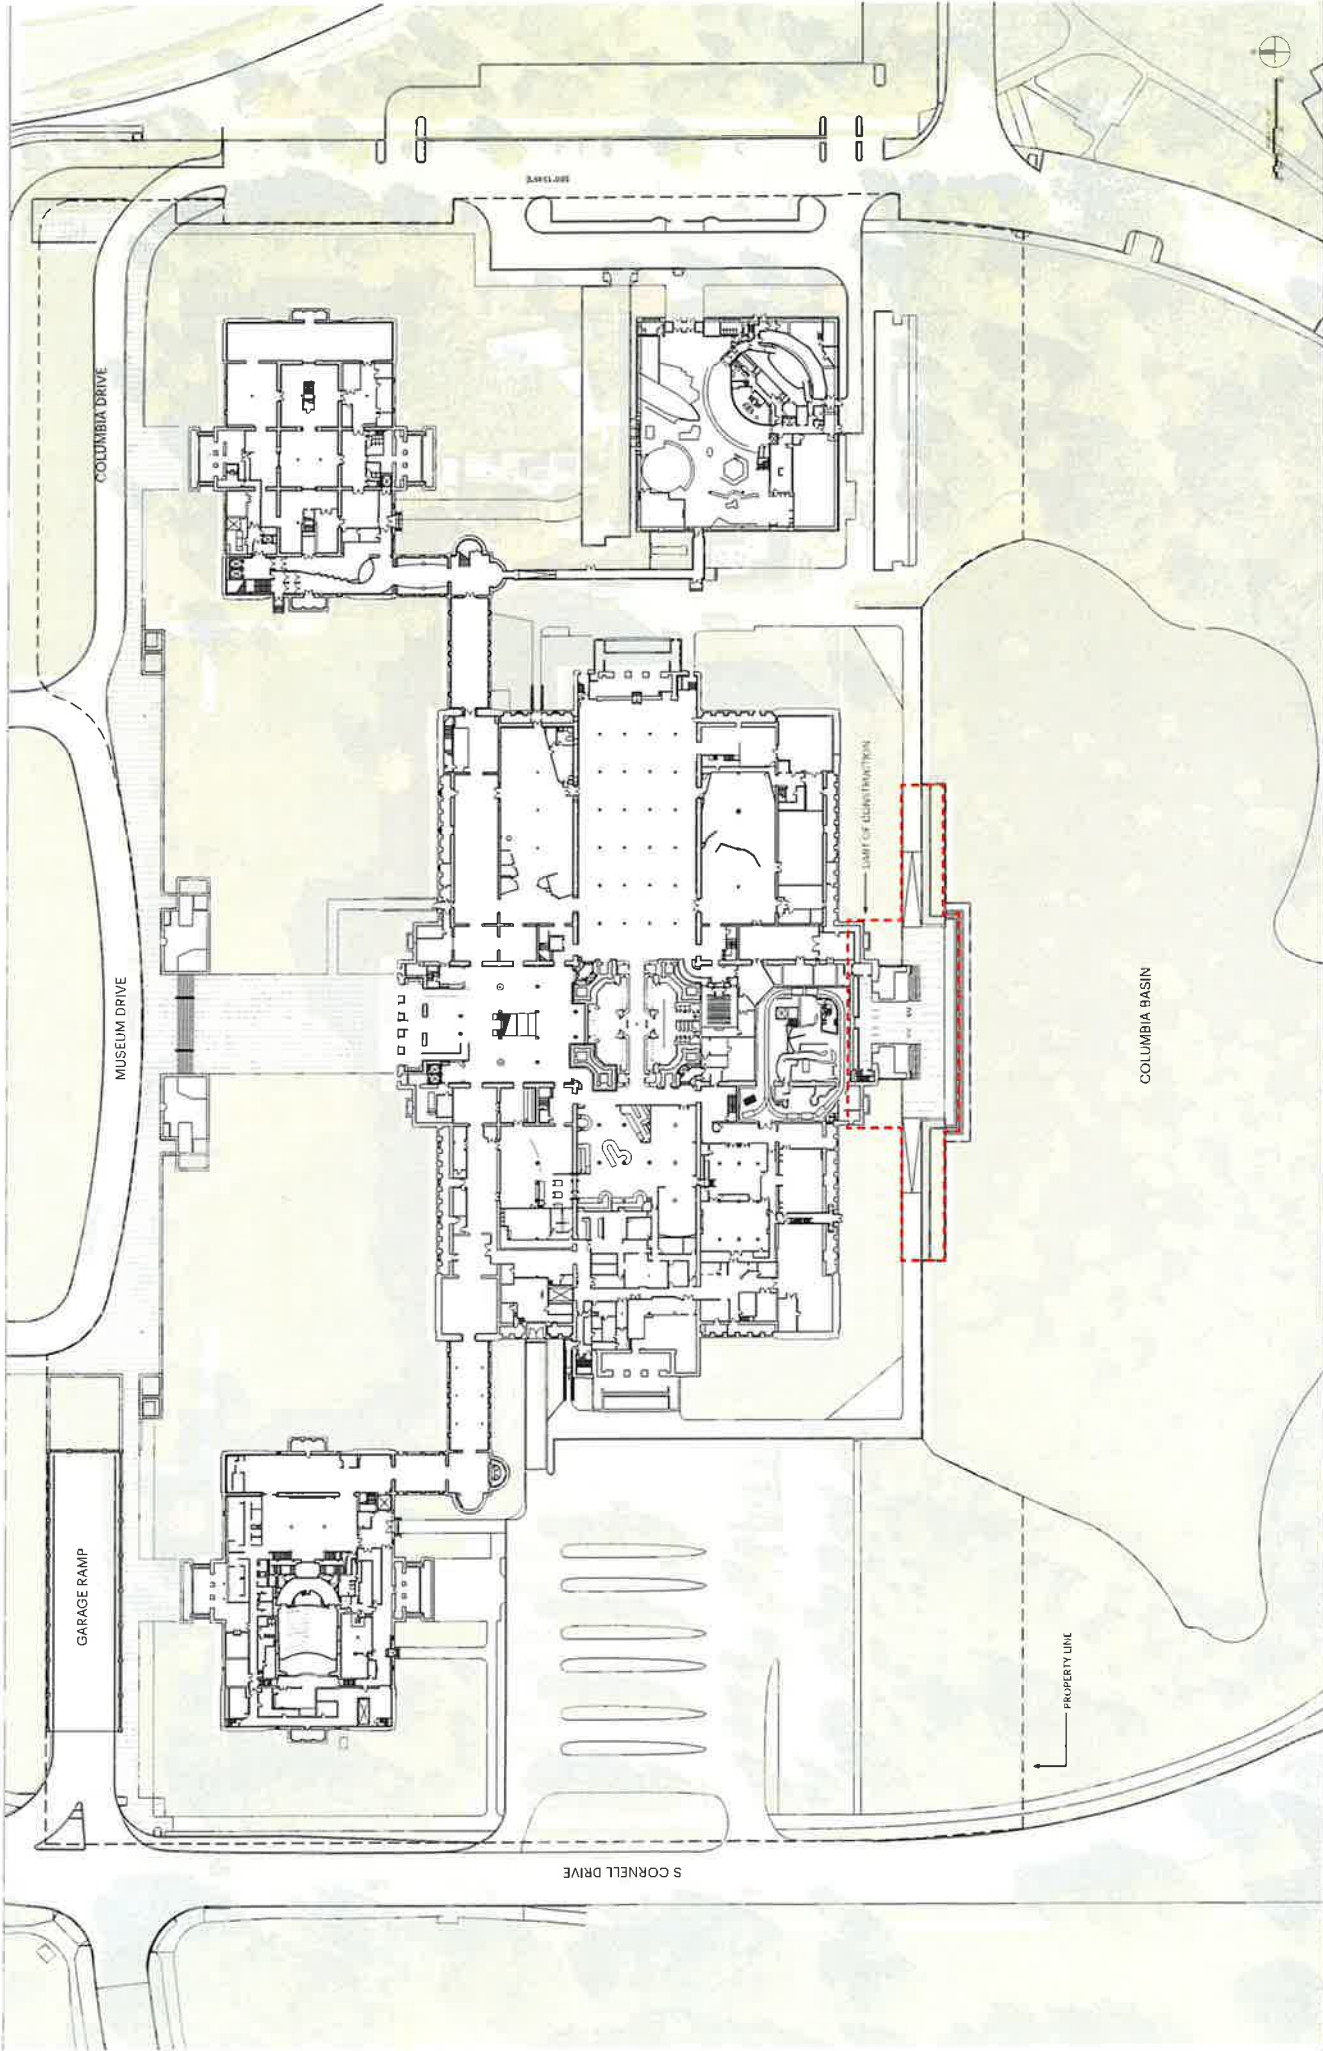 COLUMBIA DRIVE
MUSEUM DRIVE
LIMIT OF CONSTRUCTION
COLUMBIA BASIN
GARAGE RAMP
PROPERTY LINE
S CORNELL DRIVE